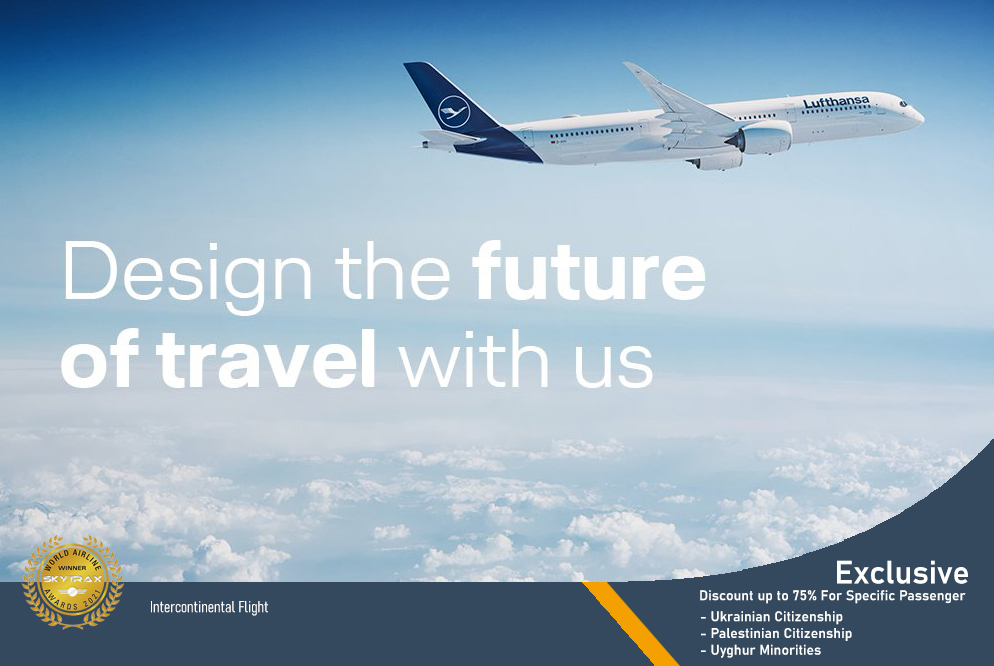 Lufthansa
Design the future
of travel with us
WORLD AIRLINE
WINNER
SKYTRAX
AWARDS 2021
Intercontinental Flight
Exclusive
Discount up to 75% For Specific Passenger
- Ukrainian Citizenship
- Palestinian Citizenship
- Uyghur Minorities